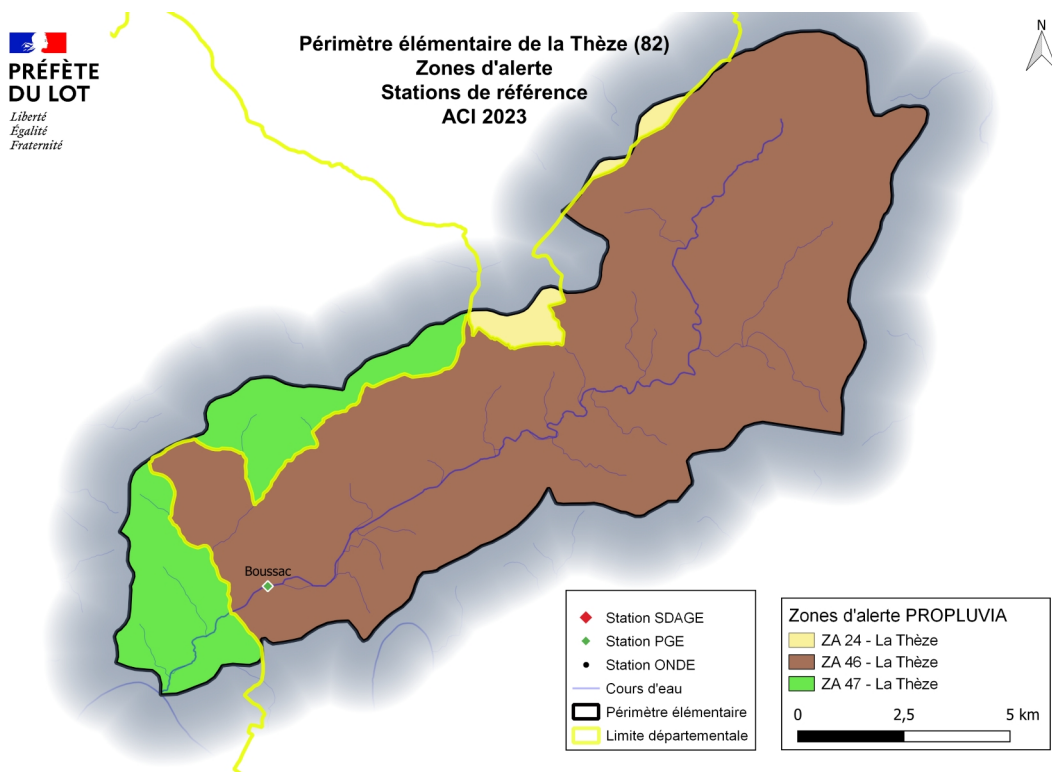 PRÉFÈTE
DU LOT
Liberté
Égalité
Fraternité
Périmètre élémentaire de la Thèze (82)
Zones d'alerte
Stations de référence
ACI 2023
N
Boussac
Station SDAGE
Station PGE
Station ONDE
Cours d'eau
Périmètre élémentaire
Limite départementale
Zones d'alerte PROPLUVIA
ZA 24 - La Thèze
ZA 46 - La Thèze
ZA 47 - La Thèze
0 2,5 5 km